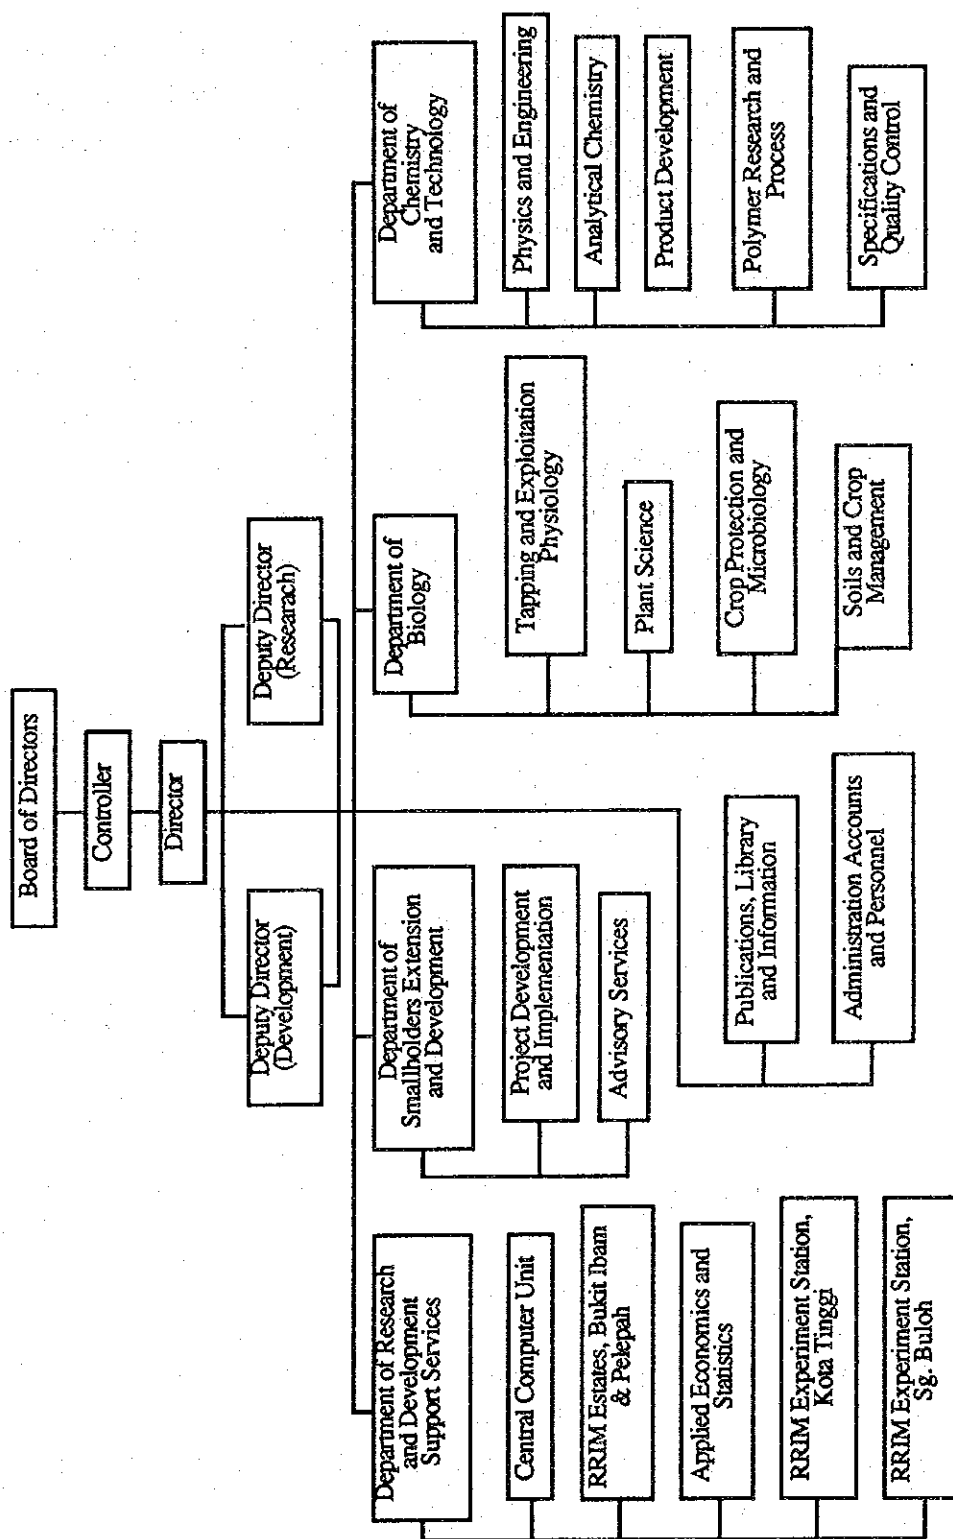 Board of Directors
Controller
Director
Deputy Director
(Development)
Deputy Director
(Researach)
Department of Research
and Development
Support Services
Central Computer Unit
RRIM Estates, Bukit Ibam
& Pelepah
Applied Economics and
Statistics
RRIM Experiment Station,
Kota Tinggi
RRIM Experiment Station,
Sg. Buloh
Department of
Smallholders Extension
and Development
Project Development
and Implementation
Advisory Services
Publications, Library
and Information
Administration Accounts
and Personnel
Department of
Biology
Tapping and Exploitation
Physiology
Plant Science
Crop Protection and
Microbiology
Soils and Crop
Management
Department of
Chemistry
and Technology
Physics and Engineering
Analytical Chemistry
Product Development
Polymer Research and
Process
Specifications and
Quality Control